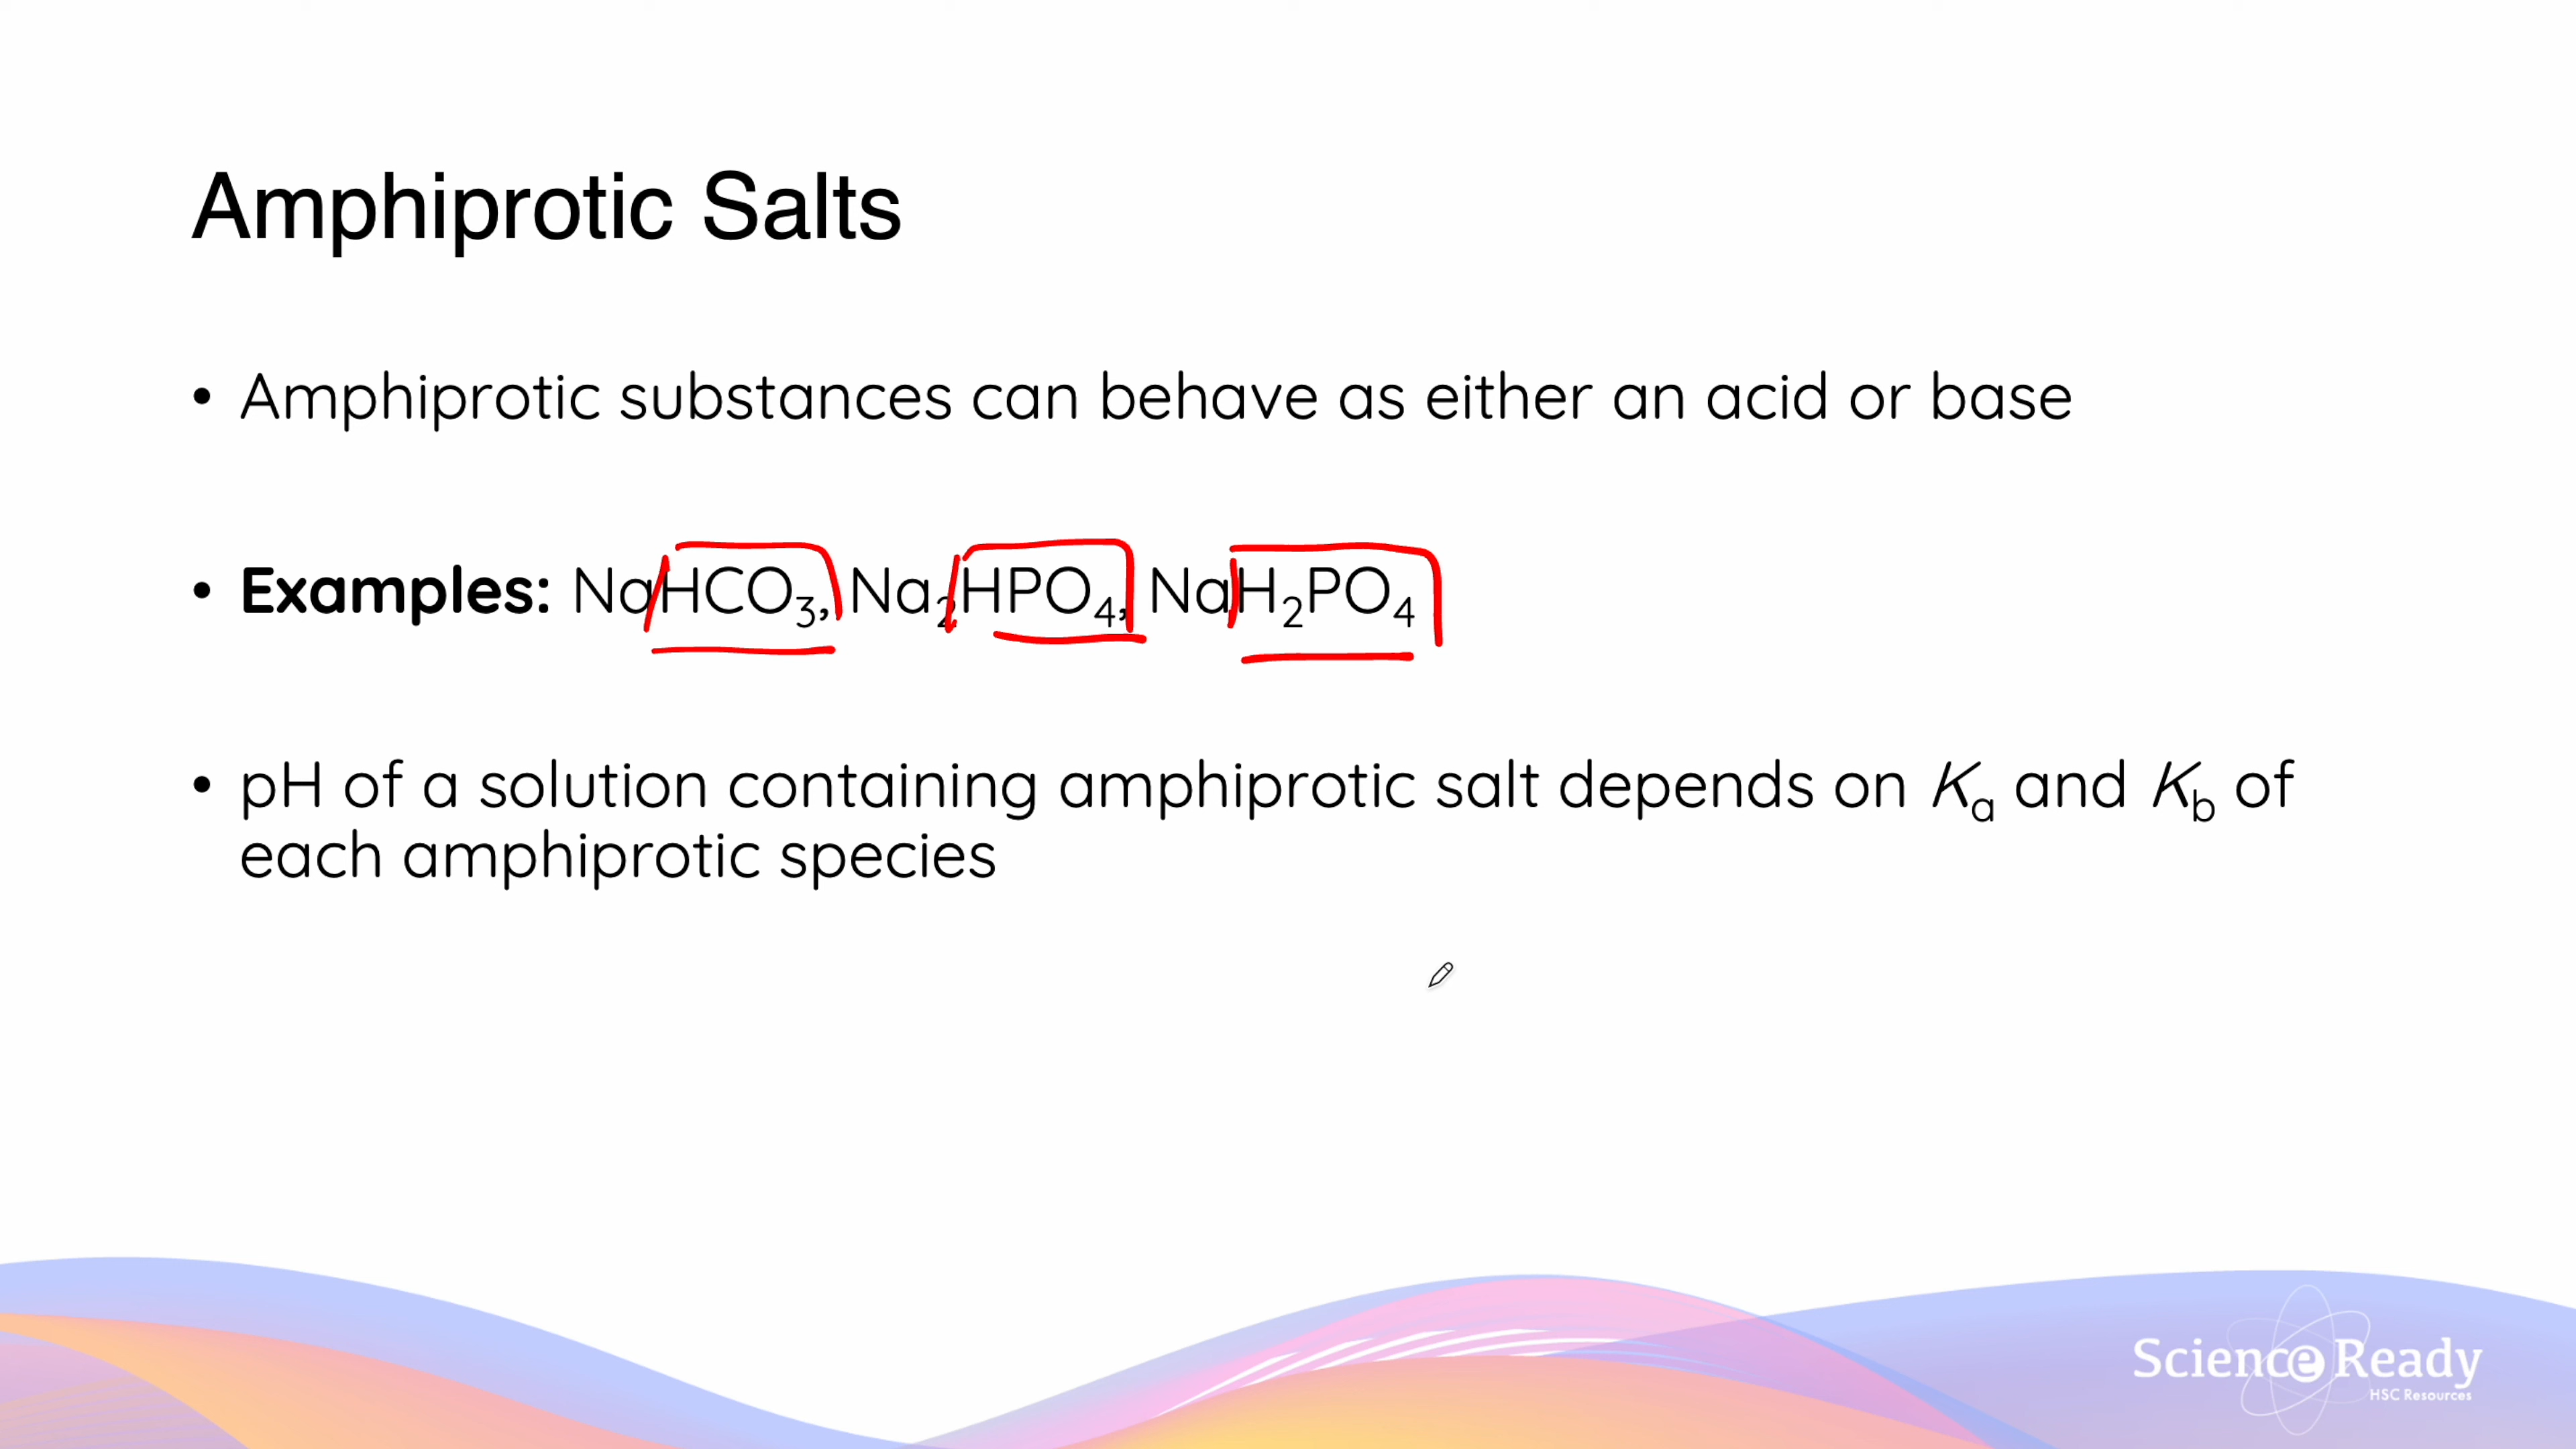 Amphiprotic Salts
• Amphiprotic substances can behave as either an acid or base
• Examples: NaHCO₃, Na₂HPO₄, NaH₂PO₄
• pH of a solution containing amphiprotic salt depends on Kₐ and K_b of
each amphiprotic species
Science Ready
HSC Resources